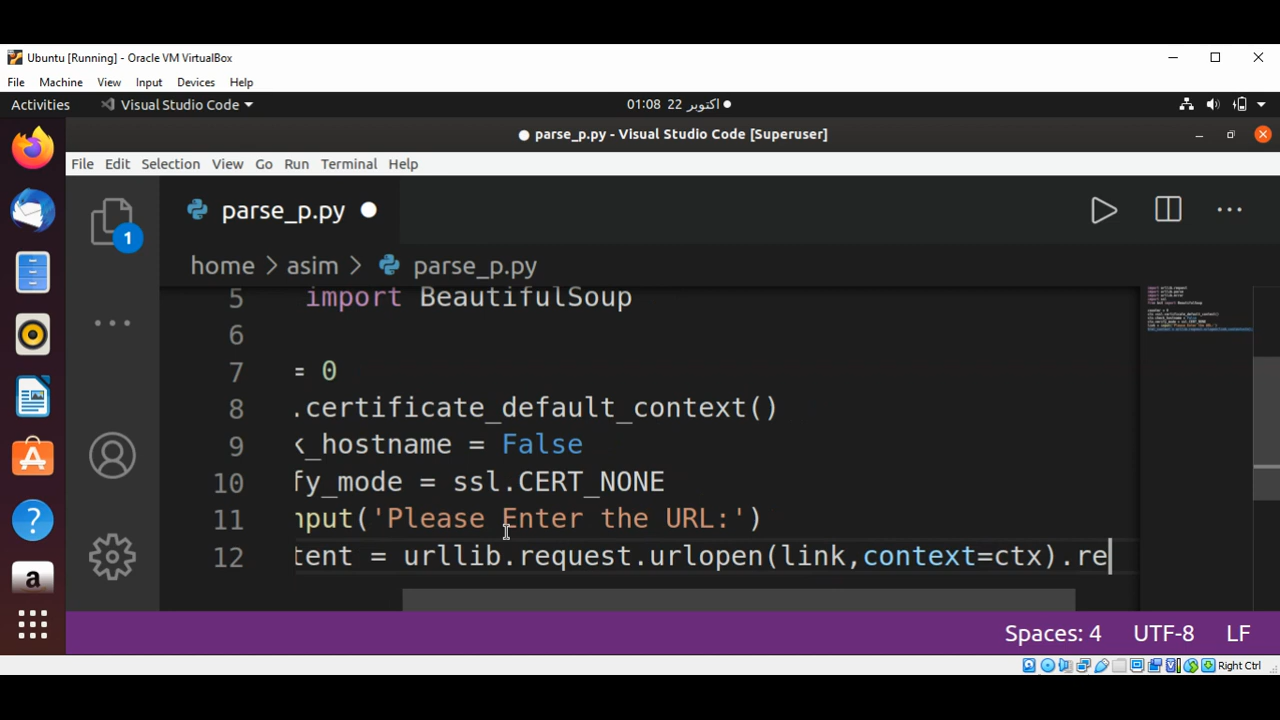 Ubuntu [Running] - Oracle VM VirtualBox
File Machine View Input Devices Help
Activities Visual Studio Code 01:08 22 اکتوبر
parse_p.py - Visual Studio Code [Superuser]
File Edit Selection View Go Run Terminal Help
parse_p.py
1
home > asim > parse_p.py
5 import BeautifulSoup
6
7 = 0
8 .certificate_default_context()
9 k_hostname = False
10 fy_mode = ssl.CERT_NONE
11 nput('Please Enter the URL:')
12 tent = urllib.request.urlopen(link,context=ctx).re
Spaces: 4 UTF-8 LF
Right Ctrl